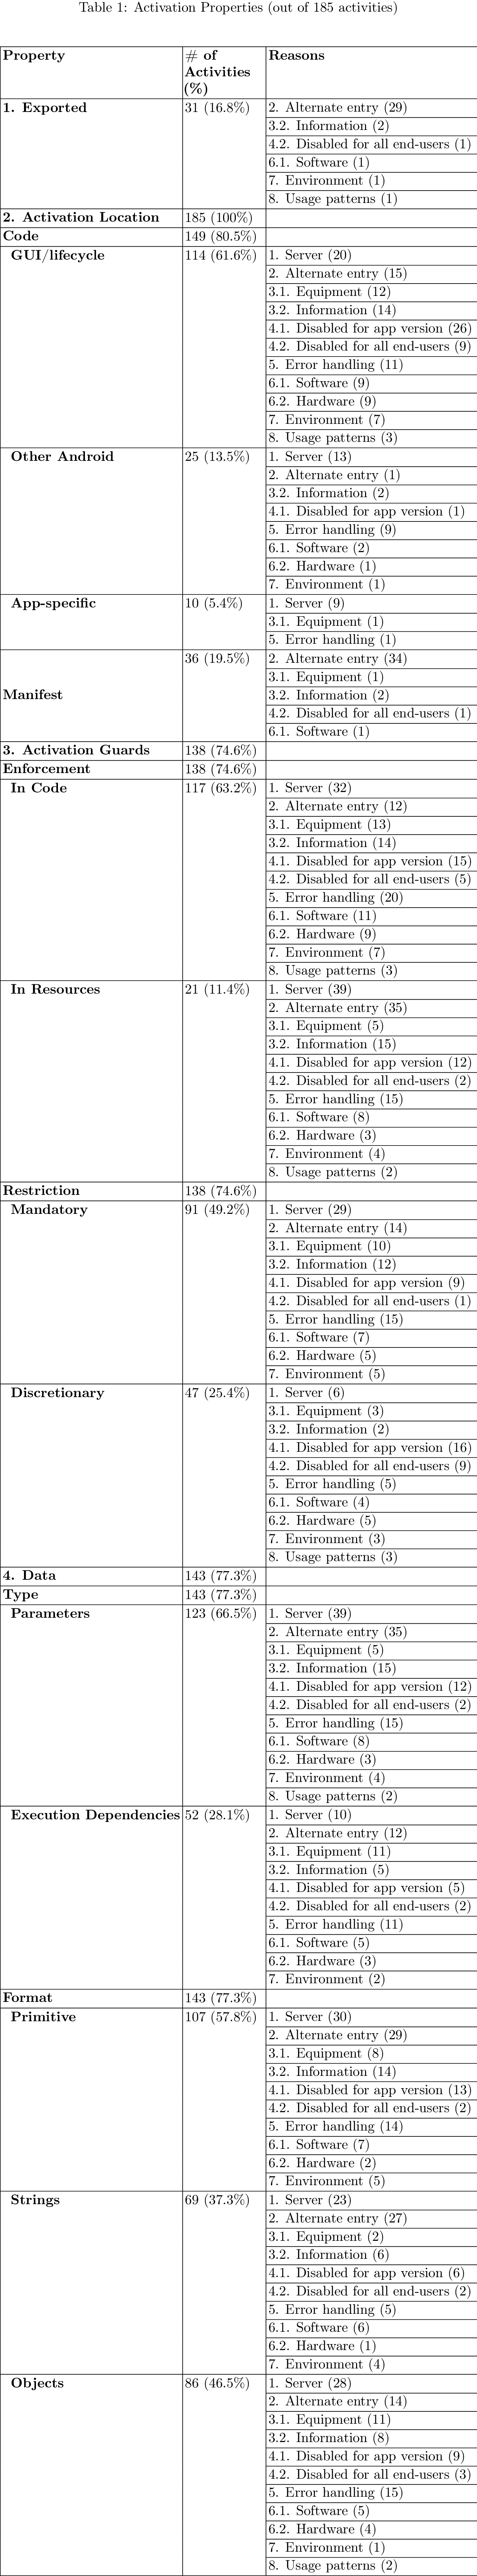 Table 1: Activation Properties (out of 185 activities)
Property # of Activities (%) Reasons
1. Exported 31 (16.8%) 2. Alternate entry (29)
3.2. Information (2)
4.2. Disabled for all end-users (1)
6.1. Software (1)
7. Environment (1)
8. Usage patterns (1)
2. Activation Location 185 (100%)
Code 149 (80.5%)
GUI/lifecycle 114 (61.6%) 1. Server (20)
2. Alternate entry (15)
3.1. Equipment (12)
3.2. Information (14)
4.1. Disabled for app version (26)
4.2. Disabled for all end-users (9)
5. Error handling (11)
6.1. Software (9)
6.2. Hardware (9)
7. Environment (7)
8. Usage patterns (3)
Other Android 25 (13.5%) 1. Server (13)
2. Alternate entry (1)
3.2. Information (2)
4.1. Disabled for app version (1)
5. Error handling (9)
6.1. Software (2)
6.2. Hardware (1)
7. Environment (1)
App-specific 10 (5.4%) 1. Server (9)
3.1. Equipment (1)
5. Error handling (1)
36 (19.5%) 2. Alternate entry (34)
3.1. Equipment (1)
Manifest 3.2. Information (2)
4.2. Disabled for all end-users (1)
6.1. Software (1)
3. Activation Guards 138 (74.6%)
Enforcement 138 (74.6%)
In Code 117 (63.2%) 1. Server (32)
2. Alternate entry (12)
3.1. Equipment (13)
3.2. Information (14)
4.1. Disabled for app version (15)
4.2. Disabled for all end-users (5)
5. Error handling (20)
6.1. Software (11)
6.2. Hardware (9)
7. Environment (7)
8. Usage patterns (3)
In Resources 21 (11.4%) 1. Server (39)
2. Alternate entry (35)
3.1. Equipment (5)
3.2. Information (15)
4.1. Disabled for app version (12)
4.2. Disabled for all end-users (2)
5. Error handling (15)
6.1. Software (8)
6.2. Hardware (3)
7. Environment (4)
8. Usage patterns (2)
Restriction 138 (74.6%)
Mandatory 91 (49.2%) 1. Server (29)
2. Alternate entry (14)
3.1. Equipment (10)
3.2. Information (12)
4.1. Disabled for app version (9)
4.2. Disabled for all end-users (1)
5. Error handling (15)
6.1. Software (7)
6.2. Hardware (5)
7. Environment (5)
Discretionary 47 (25.4%) 1. Server (6)
3.1. Equipment (3)
3.2. Information (2)
4.1. Disabled for app version (16)
4.2. Disabled for all end-users (9)
5. Error handling (5)
6.1. Software (4)
6.2. Hardware (5)
7. Environment (3)
8. Usage patterns (3)
4. Data 143 (77.3%)
Type 143 (77.3%)
Parameters 123 (66.5%) 1. Server (39)
2. Alternate entry (35)
3.1. Equipment (5)
3.2. Information (15)
4.1. Disabled for app version (12)
4.2. Disabled for all end-users (2)
5. Error handling (15)
6.1. Software (8)
6.2. Hardware (3)
7. Environment (4)
8. Usage patterns (2)
Execution Dependencies 52 (28.1%) 1. Server (10)
2. Alternate entry (12)
3.1. Equipment (11)
3.2. Information (5)
4.1. Disabled for app version (5)
4.2. Disabled for all end-users (2)
5. Error handling (11)
6.1. Software (5)
6.2. Hardware (3)
7. Environment (2)
Format 143 (77.3%)
Primitive 107 (57.8%) 1. Server (30)
2. Alternate entry (29)
3.1. Equipment (8)
3.2. Information (14)
4.1. Disabled for app version (13)
4.2. Disabled for all end-users (2)
5. Error handling (14)
6.1. Software (7)
6.2. Hardware (2)
7. Environment (5)
Strings 69 (37.3%) 1. Server (23)
2. Alternate entry (27)
3.1. Equipment (2)
3.2. Information (6)
4.1. Disabled for app version (6)
4.2. Disabled for all end-users (2)
5. Error handling (5)
6.1. Software (6)
6.2. Hardware (1)
7. Environment (4)
Objects 86 (46.5%) 1. Server (28)
2. Alternate entry (14)
3.1. Equipment (11)
3.2. Information (8)
4.1. Disabled for app version (9)
4.2. Disabled for all end-users (3)
5. Error handling (15)
6.1. Software (5)
6.2. Hardware (4)
7. Environment (1)
8. Usage patterns (2)